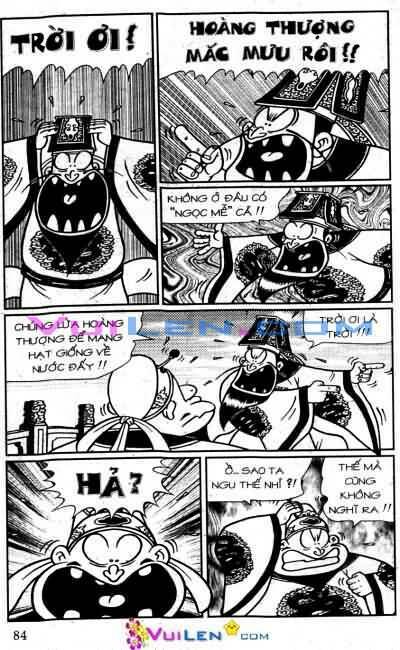 TRỜI ƠI!
HOÀNG THƯỢNG
MẮC MƯU RỒI!!
KHÔNG Ở ĐÂU CÓ
"NGỌC MỄ" CẢ!!
CHÚNG LỪA HOÀNG
THƯỢNG ĐỂ MANG
HẠT GIỐNG VỀ
NƯỚC ĐẤY!!
TRỜI ƠI LÀ
TRỜI!!!
VUILEN.COM
HẢ?
Ồ...SAO TA
NGU THẾ NHỈ?!
THẾ MÀ
CŨNG
KHÔNG
NGHĨ RA!!
84
VUILEN.COM